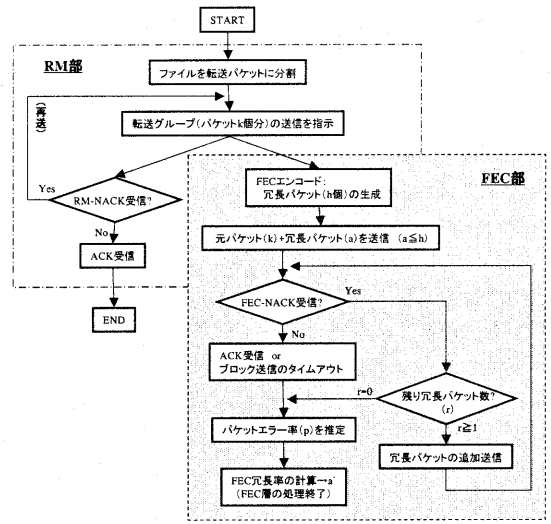 START
RM部
ファイルを転送パケットに分割
(再送)
転送グループ(パケットk個分)の送信を指示
Yes
RM-NACK受信?
No
ACK受信
END
FEC部
FECエンコード:
冗長パケット(h個)の生成
元パケット(k)+冗長パケット(a)を送信 (a≦h)
FEC-NACK受信?
Yes
No
ACK受信 or
ブロック送信のタイムアウト
r=0
残り冗長パケット数?
(r)
r≧1
パケットエラー率(p)を推定
冗長パケットの追加送信
FEC冗長率の計算→a'
(FEC層の処理終了)